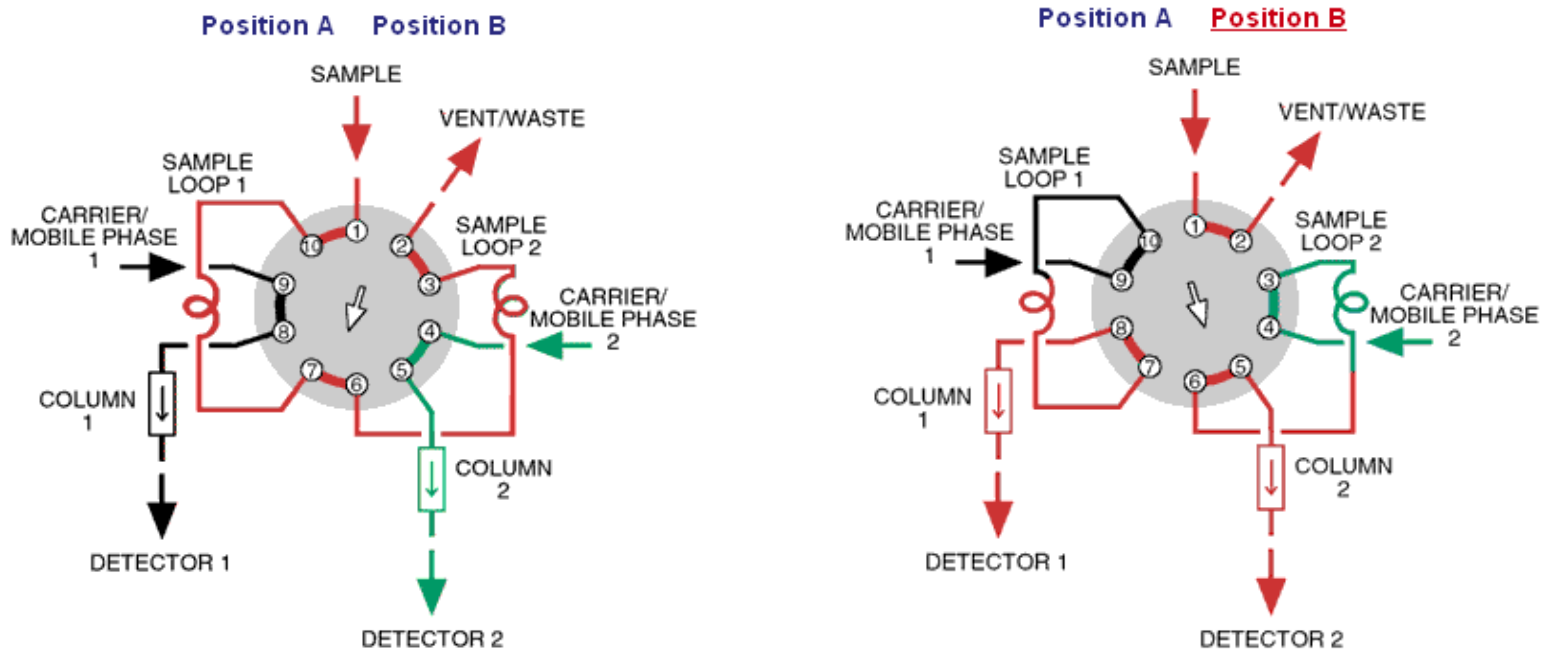 Position A Position B
SAMPLE
VENT/WASTE
SAMPLE
LOOP 1
CARRIER/
MOBILE PHASE
1
SAMPLE
LOOP 2
CARRIER/
MOBILE PHASE
2
1
2
3
4
5
6
7
8
9
10
COLUMN
1
COLUMN
2
DETECTOR 1
DETECTOR 2
Position A Position B
SAMPLE
VENT/WASTE
SAMPLE
LOOP 1
CARRIER/
MOBILE PHASE
1
SAMPLE
LOOP 2
CARRIER/
MOBILE PHASE
2
1
2
3
4
5
6
7
8
9
10
COLUMN
1
COLUMN
2
DETECTOR 1
DETECTOR 2